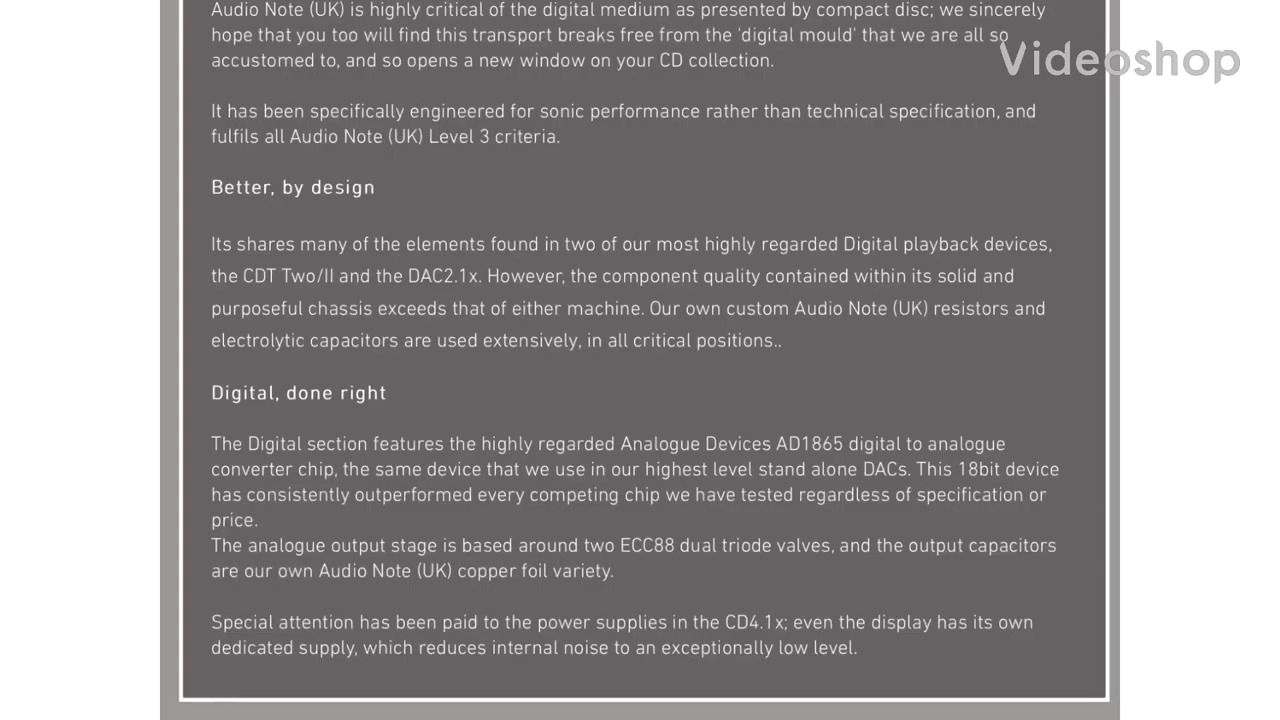 Audio Note (UK) is highly critical of the digital medium as presented by compact disc; we sincerely
hope that you too will find this transport breaks free from the 'digital mould' that we are all so
accustomed to, and so opens a new window on your CD collection.
Videoshop
It has been specifically engineered for sonic performance rather than technical specification, and
fulfils all Audio Note (UK) Level 3 criteria.
Better, by design
Its shares many of the elements found in two of our most highly regarded Digital playback devices,
the CDT Two/II and the DAC2.1x. However, the component quality contained within its solid and
purposeful chassis exceeds that of either machine. Our own custom Audio Note (UK) resistors and
electrolytic capacitors are used extensively, in all critical positions..
Digital, done right
The Digital section features the highly regarded Analogue Devices AD1865 digital to analogue
converter chip, the same device that we use in our highest level stand alone DACs. This 18bit device
has consistently outperformed every competing chip we have tested regardless of specification or
price.
The analogue output stage is based around two ECC88 dual triode valves, and the output capacitors
are our own Audio Note (UK) copper foil variety.
Special attention has been paid to the power supplies in the CD4.1x; even the display has its own
dedicated supply, which reduces internal noise to an exceptionally low level.